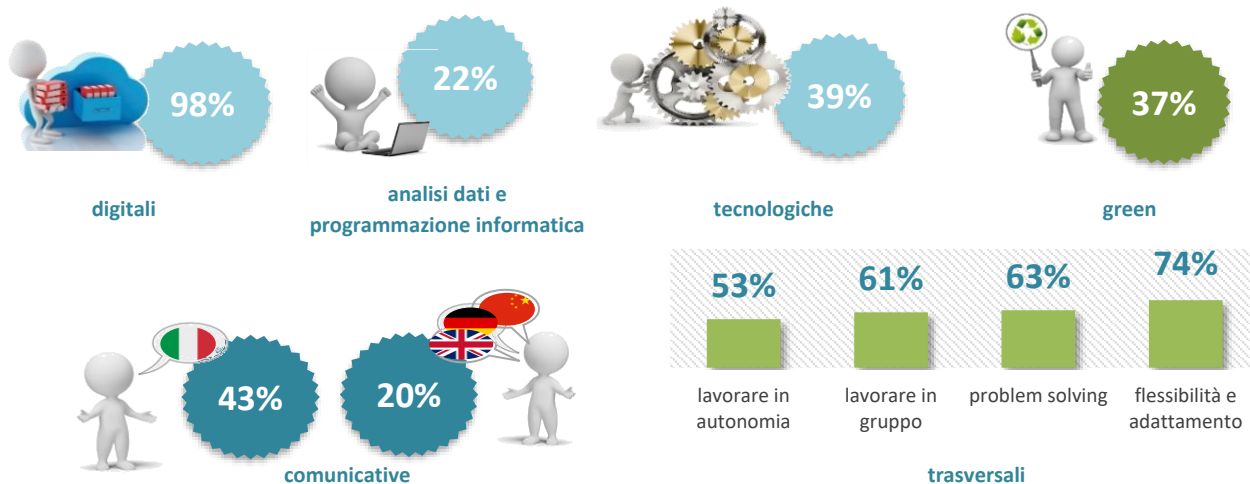 98%
22%
39%
37%
digitali
analisi dati e
programmazione informatica
tecnologiche
green
43%
20%
comunicative
53%
61%
63%
74%
lavorare in
autonomia
lavorare in
gruppo
problem solving
flessibilità e
adattamento
trasversali